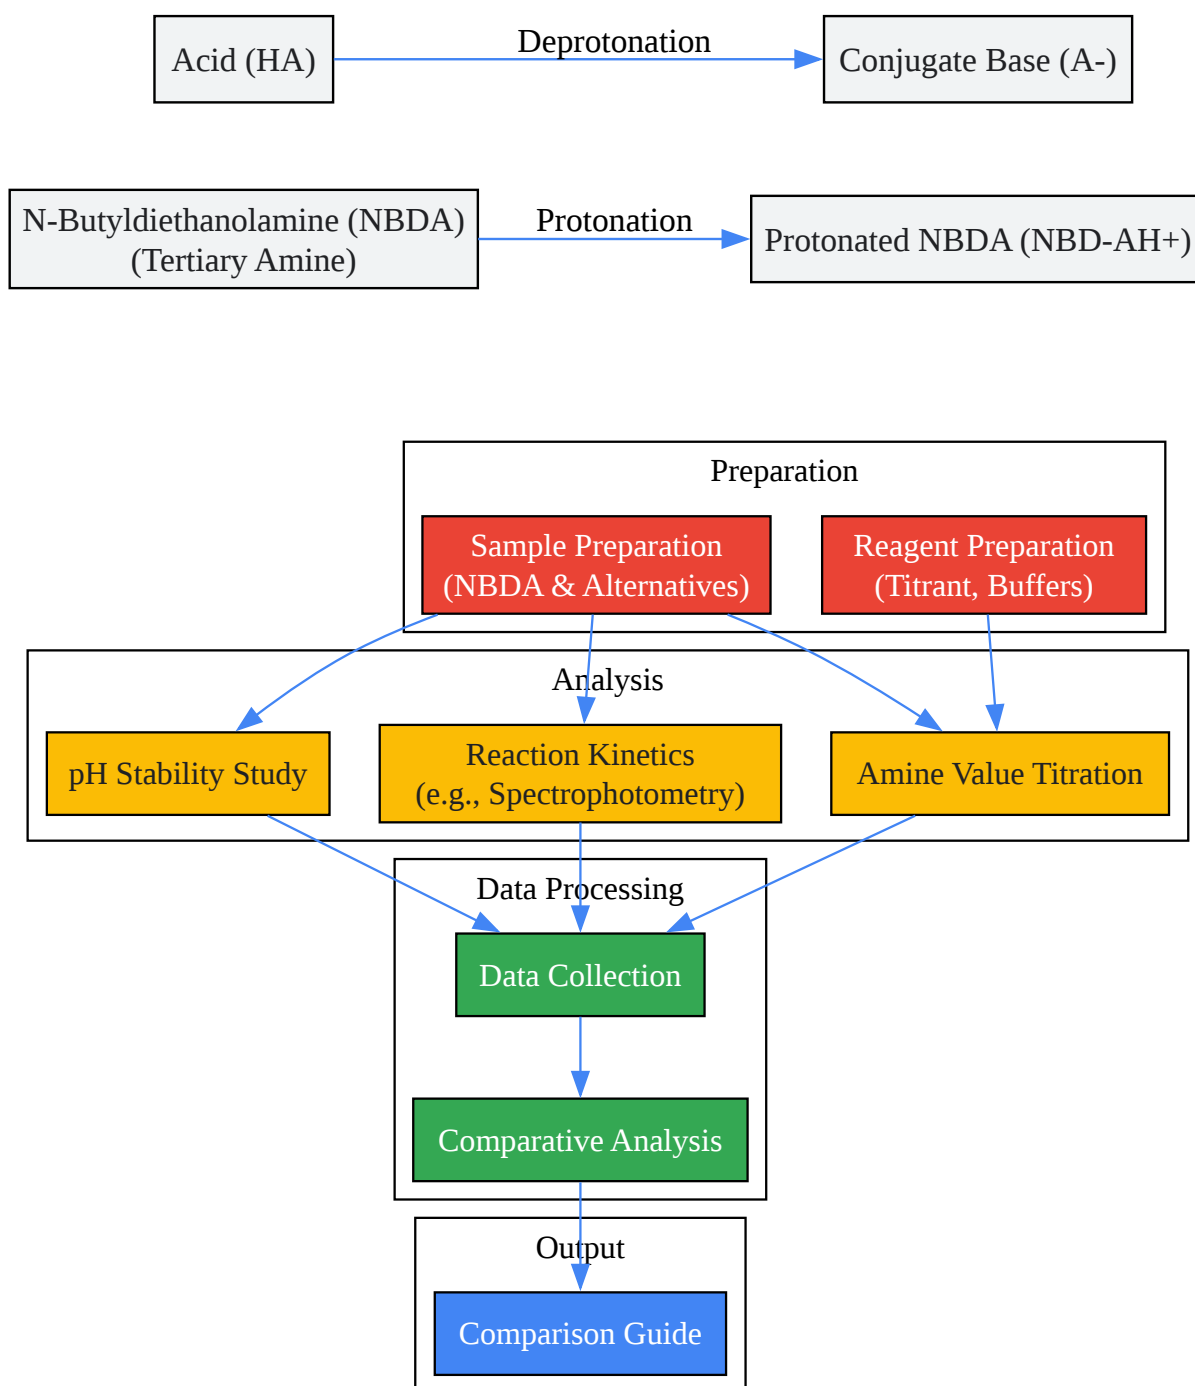 Acid (HA)
Deprotonation
Conjugate Base (A-)
N-Butyldiethanolamine (NBDA)
(Tertiary Amine)
Protonation
Protonated NBDA (NBD-AH+)
Preparation
Sample Preparation
(NBDA & Alternatives)
Reagent Preparation
(Titrant, Buffers)
Analysis
pH Stability Study
Reaction Kinetics
(e.g., Spectrophotometry)
Amine Value Titration
Data Processing
Data Collection
Comparative Analysis
Output
Comparison Guide